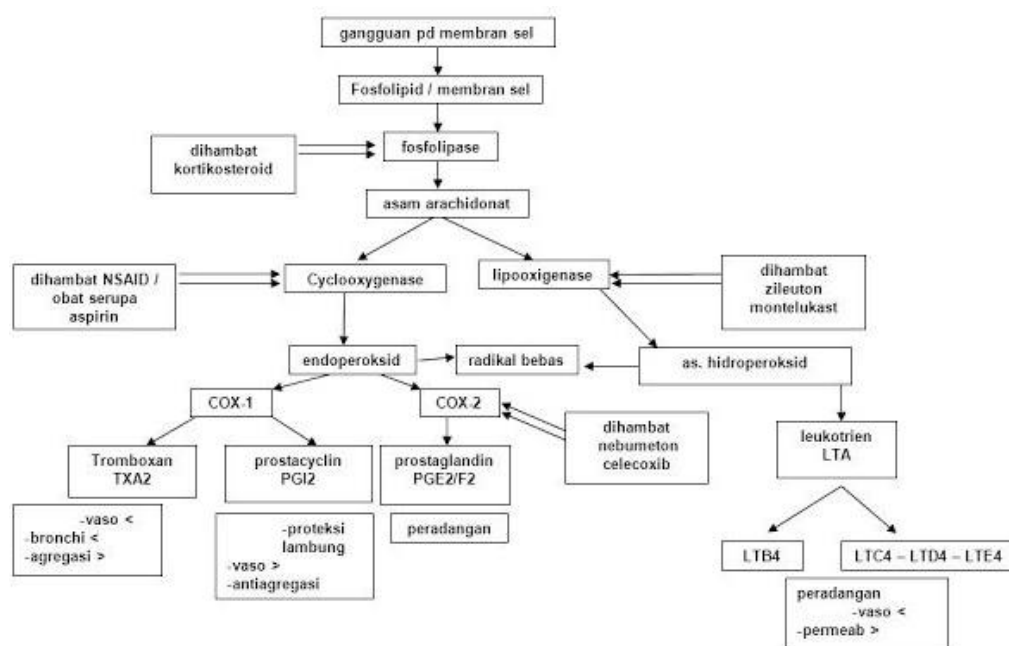 gangguan pd membran sel
Fosfolipid / membran sel
dihambat
kortikosteroid
fosfolipase
asam arachidonat
dihambat NSAID /
obat serupa
aspirin
Cyclooxygenase
lipooxigenase
dihambat
zileuton
montelukast
endoperoksid
radikal bebas
as. hidroperoksid
COX-1
COX-2
dihambat
nebumeton
celecoxib
leukotrien
LTA
Tromboxan
TXA2
prostacyclin
PGI2
prostaglandin
PGE2/F2
-vaso <
-bronchi <
-agregasi >
-proteksi
lambung
-vaso >
-antiagregasi
peradangan
LTB4
LTC4 – LTD4 – LTE4
peradangan
-vaso <
-permeab >